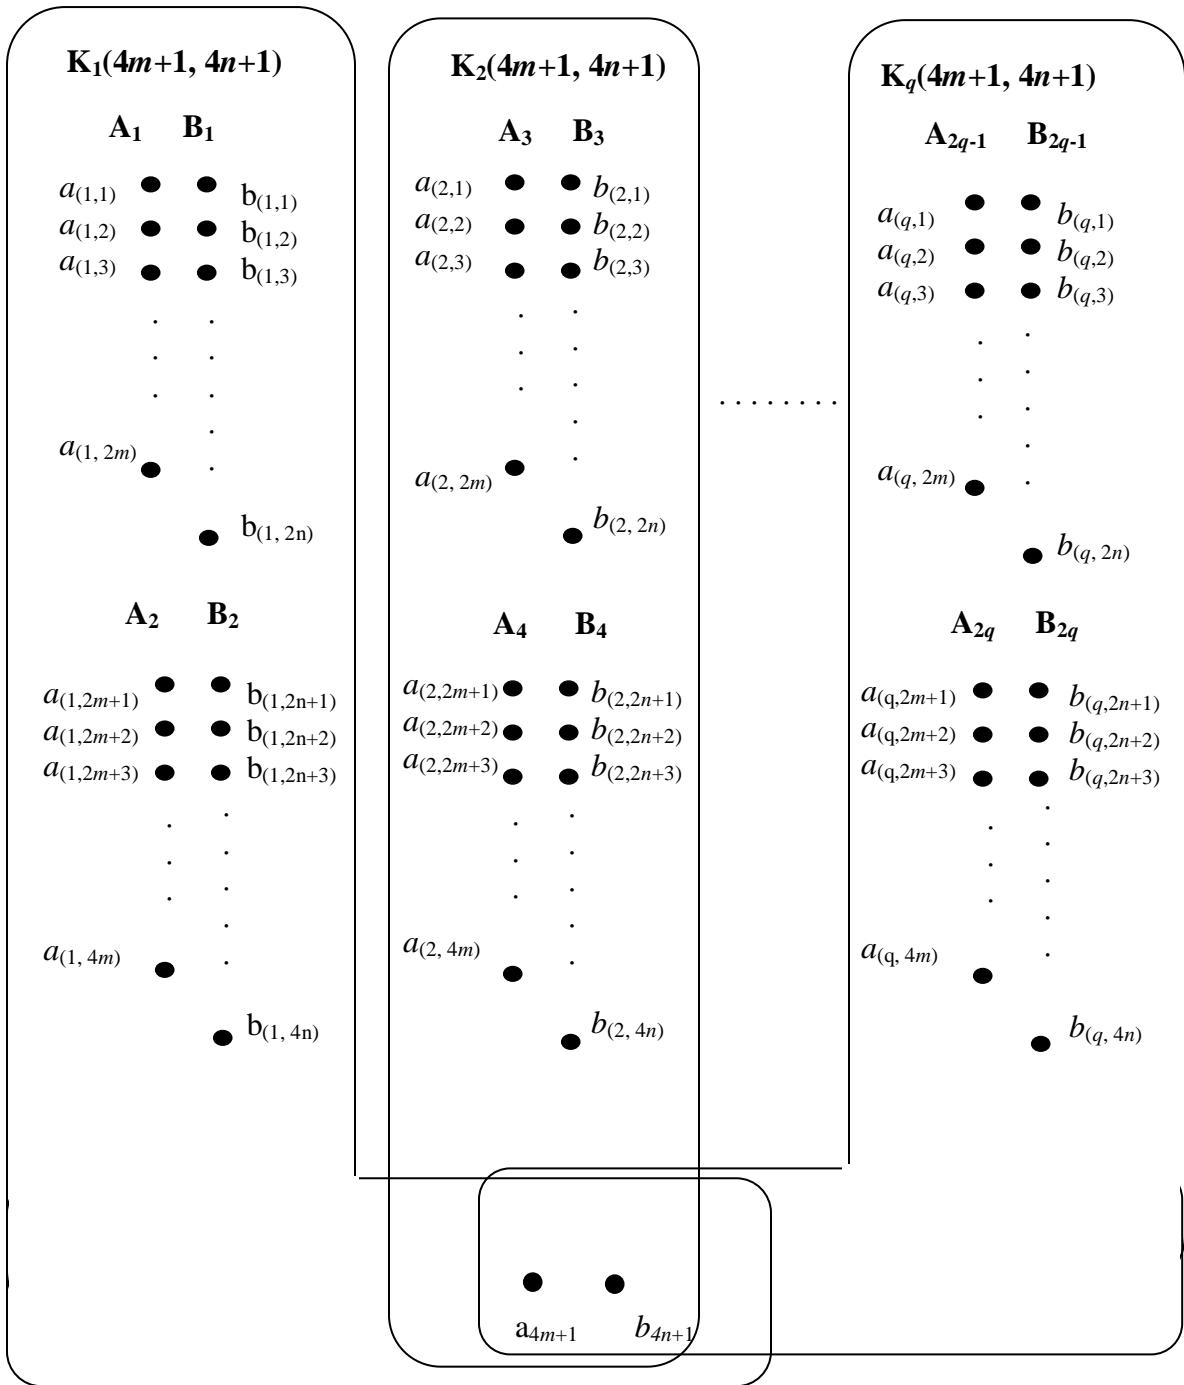 K₁(4m+1, 4n+1)
A₁ B₁
a₍₁,₁₎ b₍₁,₁₎
a₍₁,₂₎ b₍₁,₂₎
a₍₁,₃₎ b₍₁,₃₎
a(1, 2m)
b(1, 2n)
A₂ B₂
a(1,2m+1) b(1,2n+1)
a(1,2m+2) b(1,2n+2)
a(1,2m+3) b(1,2n+3)
a(1, 4m)
b(1, 4n)
K₂(4m+1, 4n+1)
A₃ B₃
a₍₂,₁₎ b₍₂,₁₎
a₍₂,₂₎ b₍₂,₂₎
a₍₂,₃₎ b₍₂,₃₎
a(2, 2m)
b(2, 2n)
A₄ B₄
a(2,2m+1) b(2,2n+1)
a(2,2m+2) b(2,2n+2)
a(2,2m+3) b(2,2n+3)
a(2, 4m)
b(2, 4n)
. . . . . . . .
Kq(4m+1, 4n+1)
A2q-1 B2q-1
a(q,1) b(q,1)
a(q,2) b(q,2)
a(q,3) b(q,3)
a(q, 2m)
b(q, 2n)
A2q B2q
a(q,2m+1) b(q,2n+1)
a(q,2m+2) b(q,2n+2)
a(q,2m+3) b(q,2n+3)
a(q, 4m)
b(q, 4n)
a4m+1 b4n+1